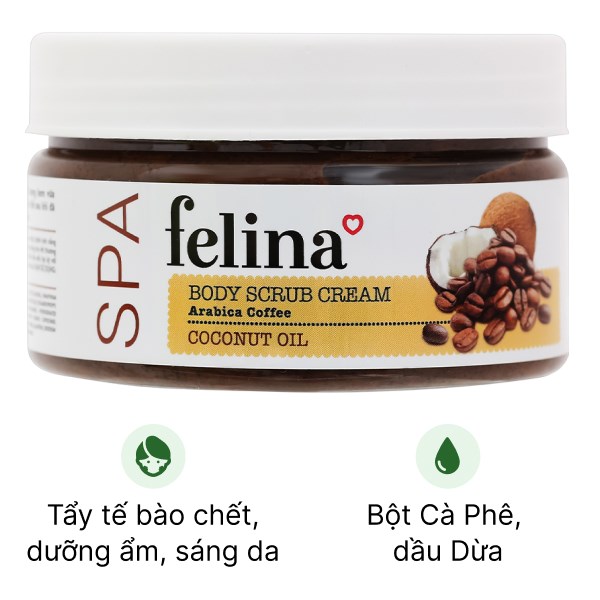 SPA
felina
BODY SCRUB CREAM
Arabica Coffee
COCONUT OIL
Tẩy tế bào chết,
dưỡng ẩm, sáng da
Bột Cà Phê,
dầu Dừa